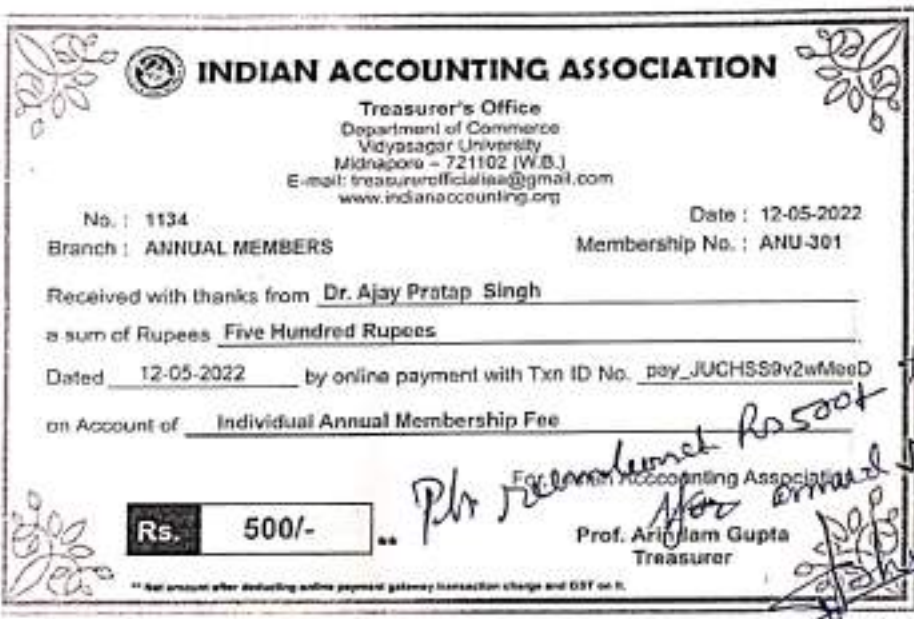 INDIAN ACCOUNTING ASSOCIATION
Treasurer's Office
Department of Commerce
Vidyasagar University
Midnapore – 721102 (W.B.)
E-mail: treasurerofficialiaa@gmail.com
www.indianaccounting.org
No. : 1134 Date : 12-05-2022
Branch : ANNUAL MEMBERS Membership No. : ANU-301
Received with thanks from Dr. Ajay Pratap Singh
a sum of Rupees Five Hundred Rupees
Dated 12-05-2022 by online payment with Txn ID No. pay_JUCHSS9v2wMeeD
on Account of Individual Annual Membership Fee
Rs 500/-
For Indian Accounting Association
Rs. 500/- **
Prof. Arindam Gupta
Treasurer
** Net amount after deducting online payment gateway transaction charge and GST on it.